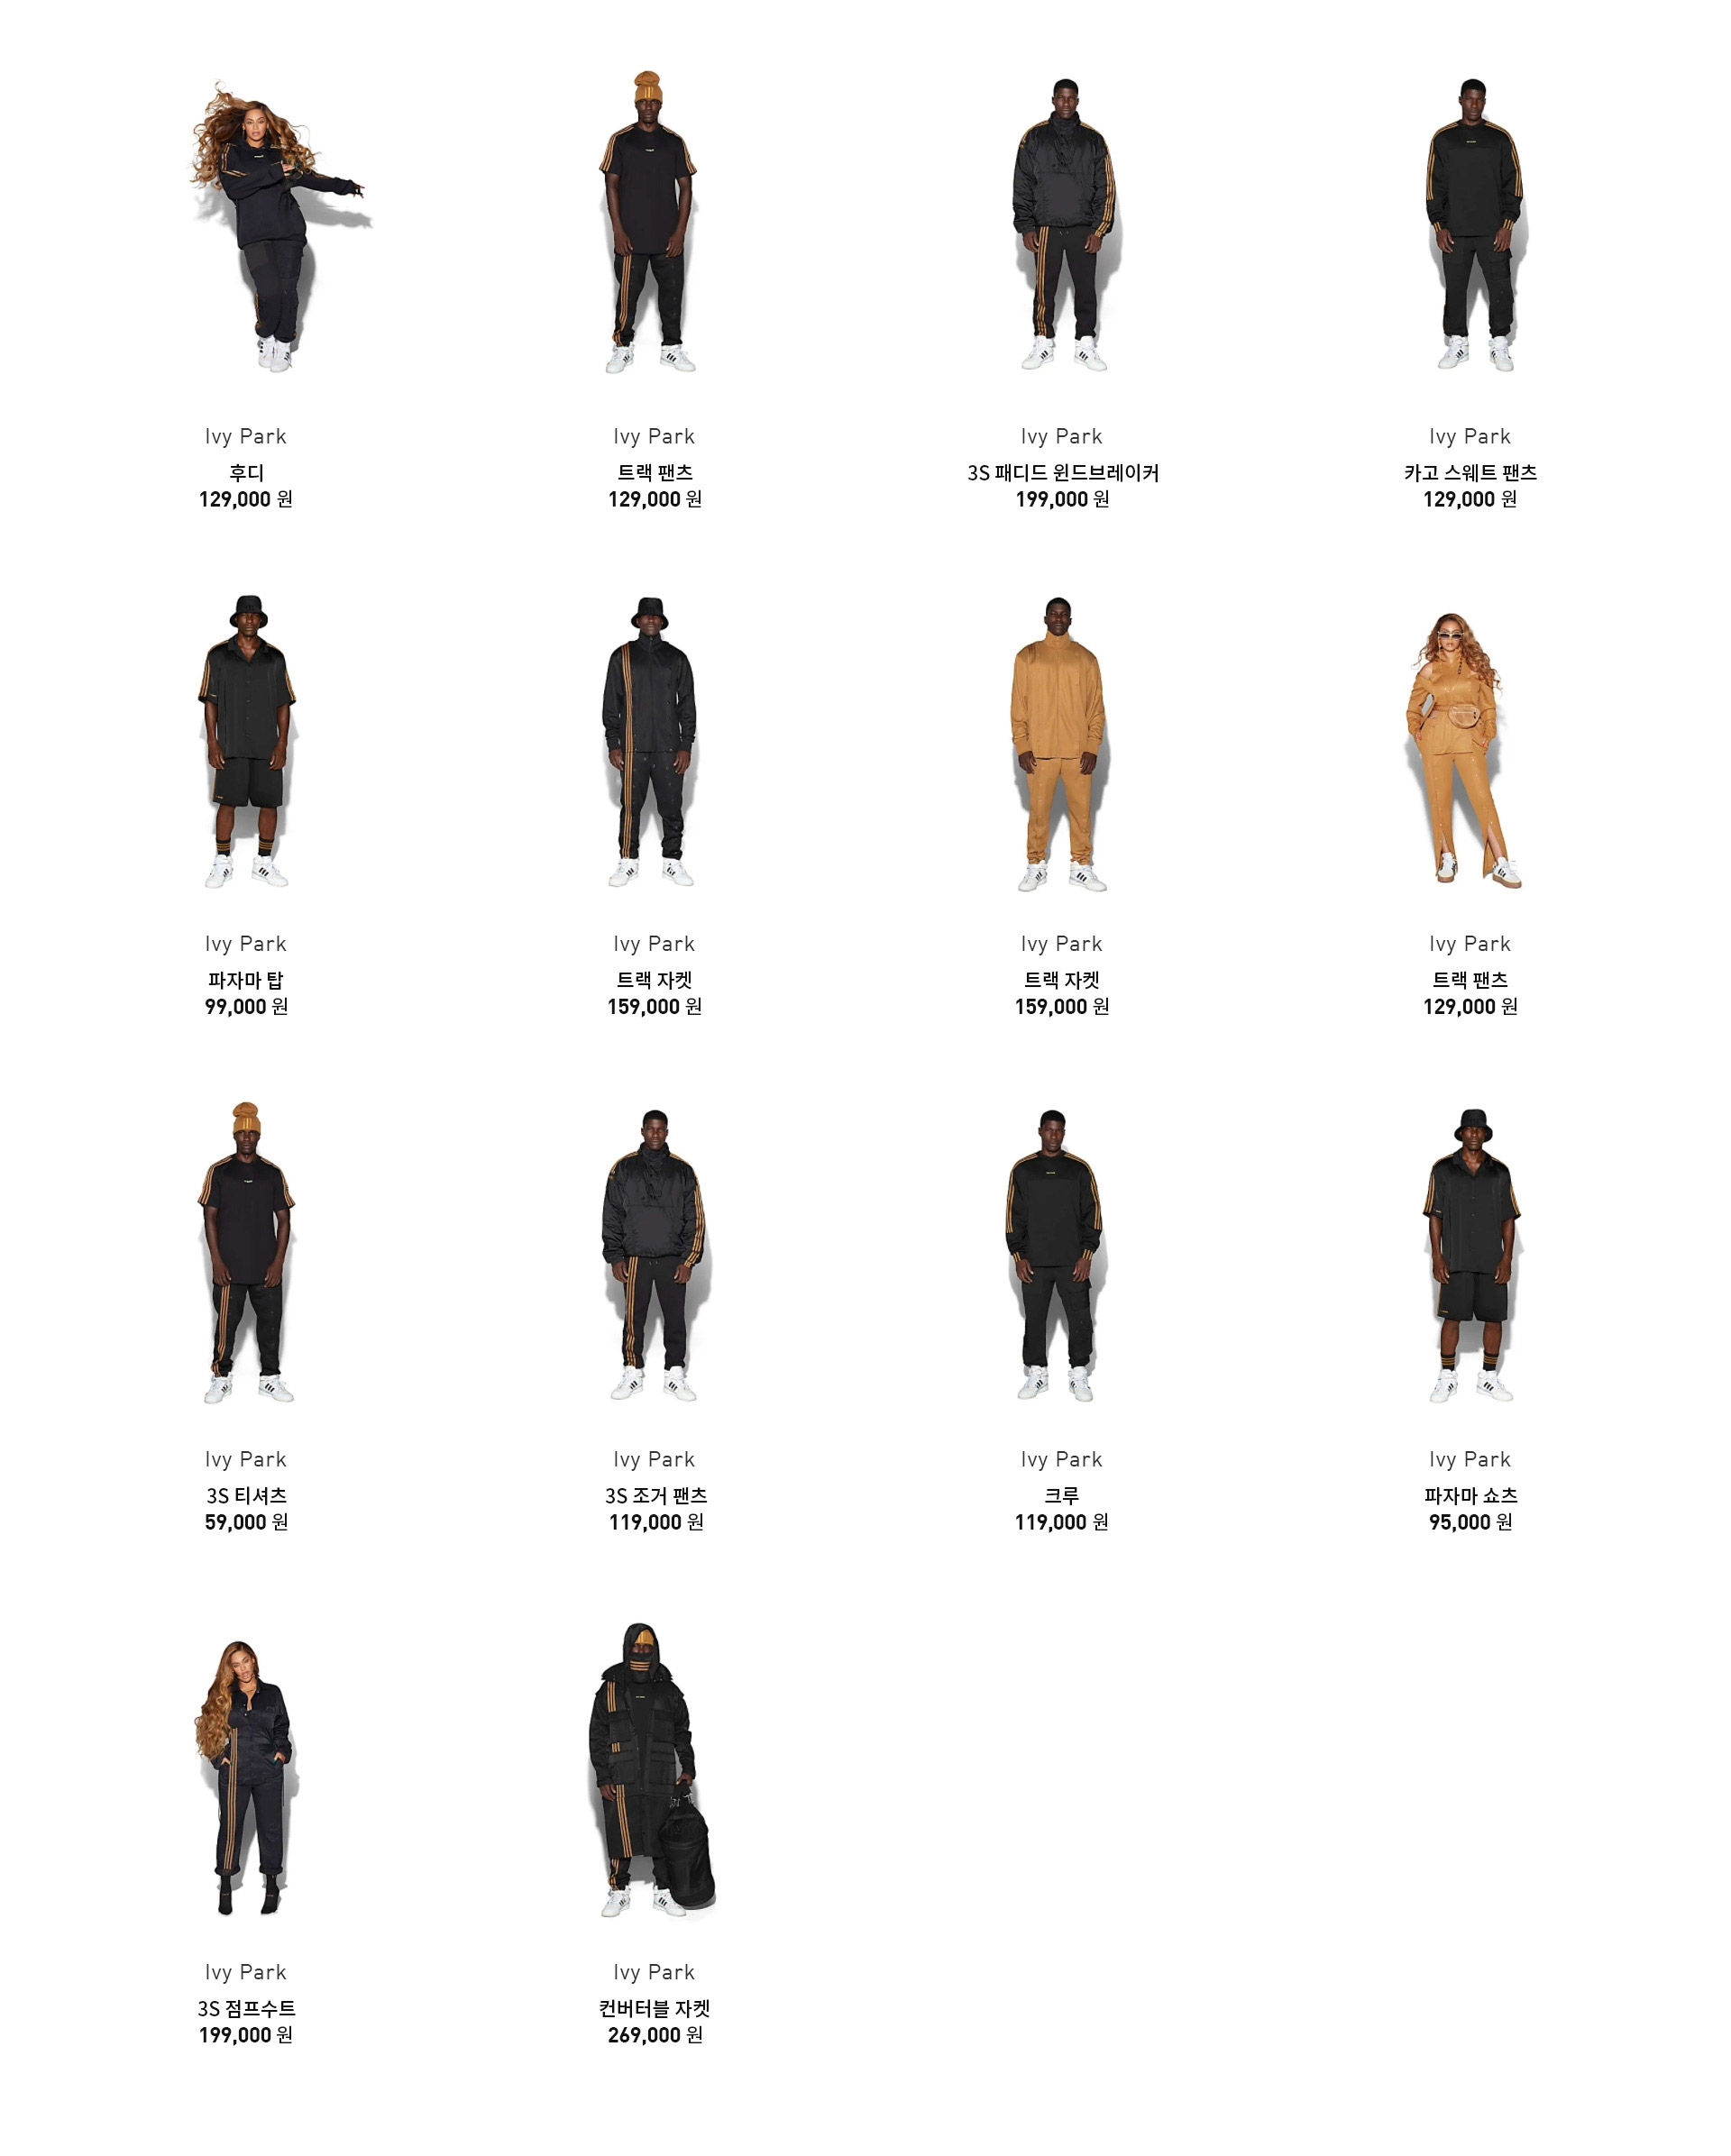 Ivy Park
후디
129,000 원
Ivy Park
트랙 팬츠
129,000 원
Ivy Park
3S 패디드 윈드브레이커
199,000 원
Ivy Park
카고 스웨트 팬츠
129,000 원
Ivy Park
파자마 탑
99,000 원
Ivy Park
트랙 자켓
159,000 원
Ivy Park
트랙 자켓
159,000 원
Ivy Park
트랙 팬츠
129,000 원
Ivy Park
3S 티셔츠
59,000 원
Ivy Park
3S 조거 팬츠
119,000 원
Ivy Park
크루
119,000 원
Ivy Park
파자마 쇼츠
95,000 원
Ivy Park
3S 점프수트
199,000 원
Ivy Park
컨버터블 자켓
269,000 원